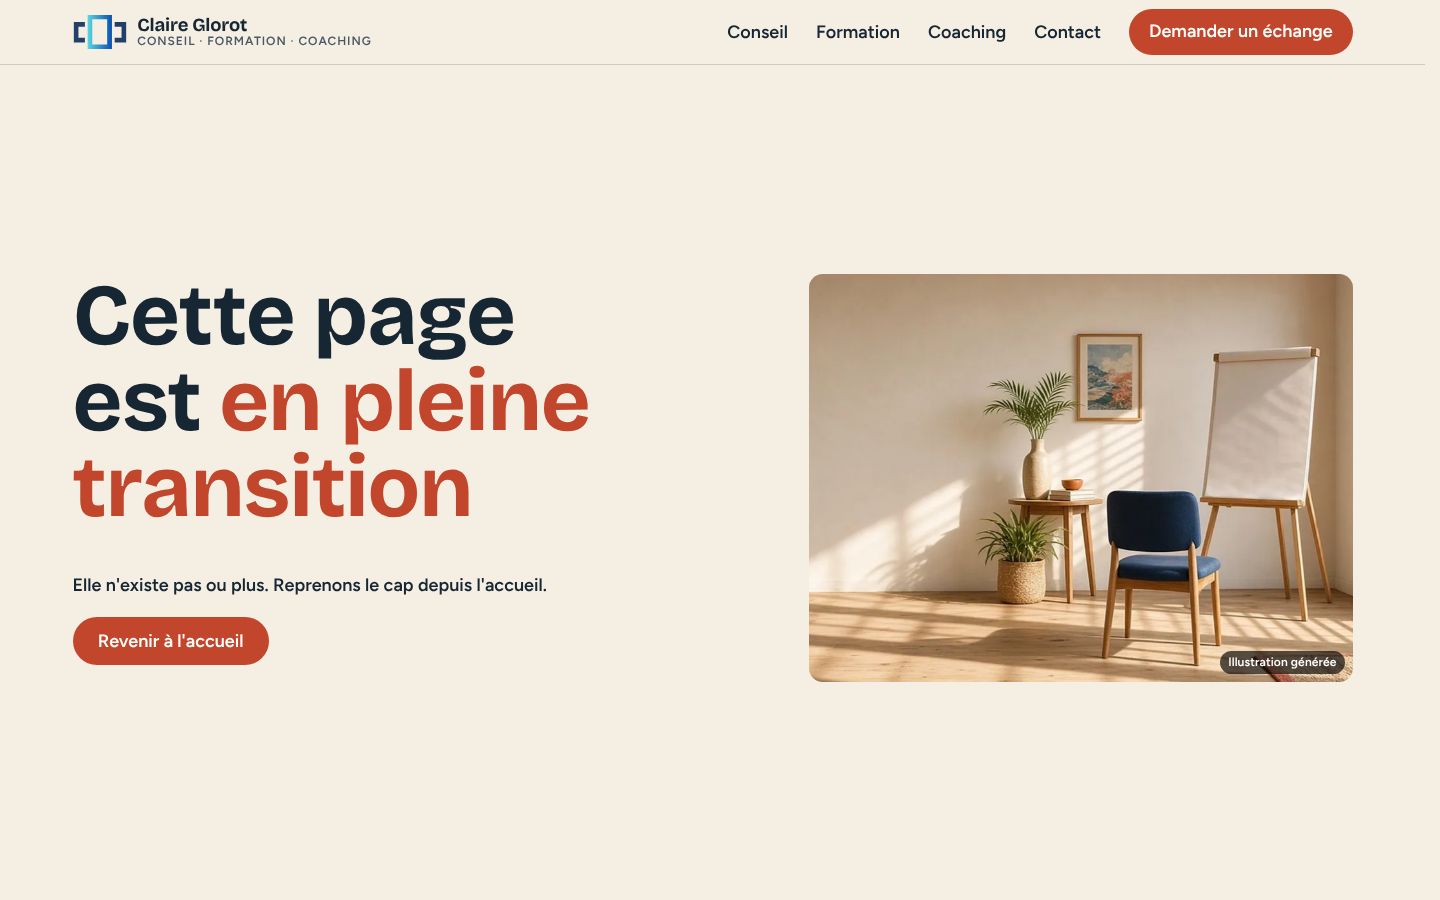 Claire Glorot
CONSEIL · FORMATION · COACHING
Conseil
Formation
Coaching
Contact
Demander un échange
Cette page
est en pleine
transition
Elle n'existe pas ou plus. Reprenons le cap depuis l'accueil.
Revenir à l'accueil
Illustration générée